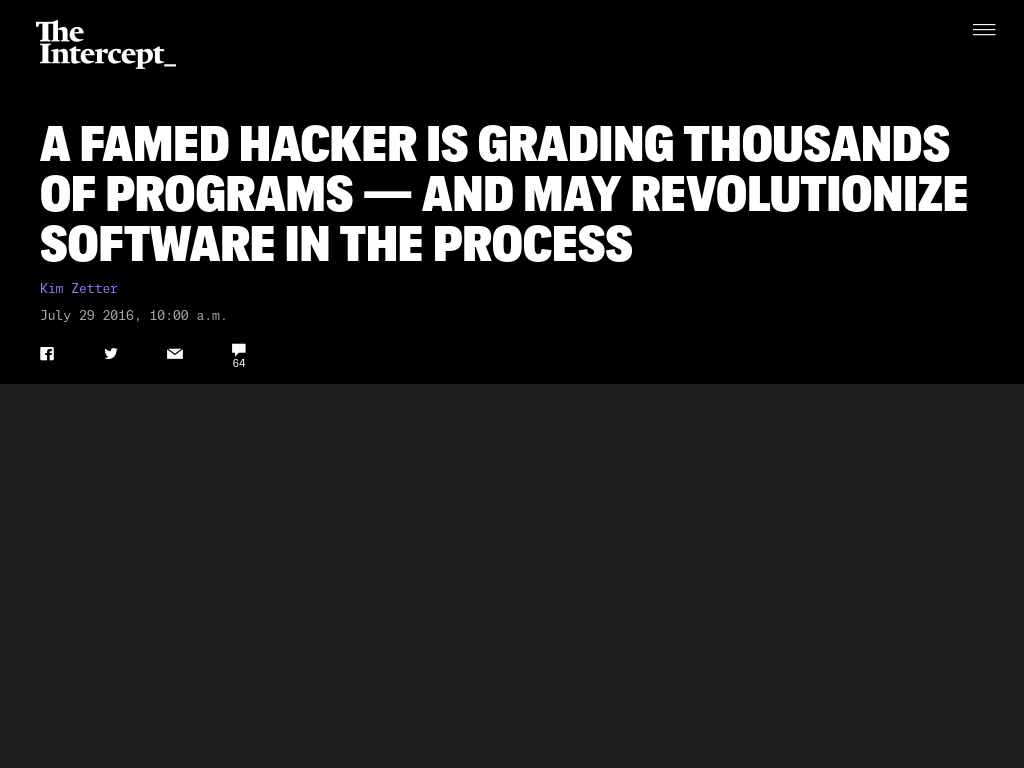 The
Intercept_
A FAMED HACKER IS GRADING THOUSANDS
OF PROGRAMS — AND MAY REVOLUTIONIZE
SOFTWARE IN THE PROCESS
Kim Zetter
July 29 2016, 10:00 a.m.
64